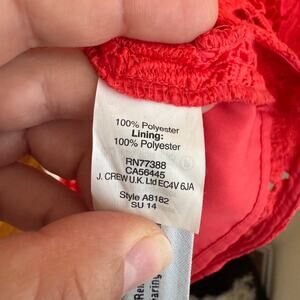 100% Polyester
Lining:
100% Polyester
RN77388
CA56445
J. CREW U.K. Ltd EC4V 6JA
Style A8182
SU 14